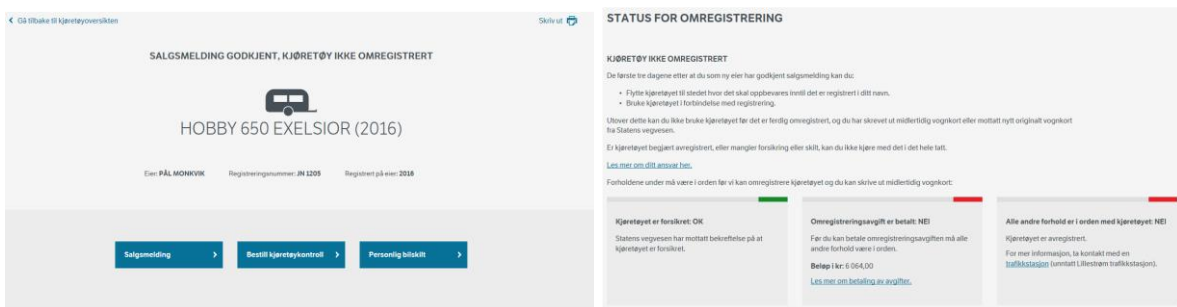 Gå tilbake til kjøretøyoversikten
Skriv ut
SALGSMELDING GODKJENT, KJØRETØY IKKE OMREGISTRERT
HOBBY 650 EXELSIOR (2016)
Eier: PÅL MONKVIK Registreringsnummer: JN 1205 Registrert på eier: 2016
Salgsmelding
Bestill kjøretøykontroll
Personlig bilskilt
STATUS FOR OMREGISTRERING
KJØRETØY IKKE OMREGISTRERT
De første tre dagene etter at du som ny eier har godkjent salgsmelding kan du:
• Flytte kjøretøyet til stedet hvor det skal oppbevares inntil det er registrert i ditt navn.
• Bruke kjøretøyet i forbindelse med registrering.
Utover dette kan du ikke bruke kjøretøyet før det er ferdig omregistrert, og du har skrevet ut midlertidig vognkort eller mottatt nytt originalt vognkort
fra Statens vegvesen.
Er kjøretøyet begjært avregistrert, eller mangler forsikring eller skilt, kan du ikke kjøre med det i det hele tatt.
Les mer om ditt ansvar her.
Forholdene under må være i orden før vi kan omregistrere kjøretøyet og du kan skrive ut midlertidig vognkort:
Kjøretøyet er forsikret: OK
Statens vegvesen har mottatt bekreftelse på at
kjøretøyet er forsikret.
Omregistreringsavgift er betalt: NEI
Før du kan betale omregistreringsavgiften må alle
andre forhold være i orden.
Beløp i kr: 6 064,00
Les mer om betaling av avgifter.
Alle andre forhold er i orden med kjøretøyet: NEI
Kjøretøyet er avregistrert.
For mer informasjon, ta kontakt med en
trafikkstasjon (unntatt Lillestrøm trafikkstasjon).